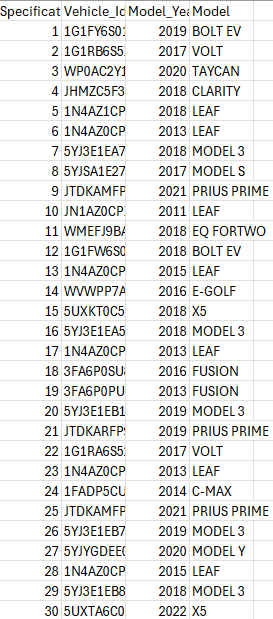 Specificat Vehicle_Id Model_Yea Model
1 1G1FY6S01 2019 BOLT EV
2 1G1RB6S5 2017 VOLT
3 WP0AC2Y1 2020 TAYCAN
4 JHMZC5F3 2018 CLARITY
5 1N4AZ1CP 2018 LEAF
6 1N4AZ0CP 2013 LEAF
7 5YJ3E1EA7 2018 MODEL 3
8 5YJSA1E27 2017 MODEL S
9 JTDKAMFP 2021 PRIUS PRIME
10 JN1AZ0CP 2011 LEAF
11 WMEFJ9BA 2018 EQ FORTWO
12 1G1FW6S0 2018 BOLT EV
13 1N4AZ0CP 2015 LEAF
14 WVWPP7A 2016 E-GOLF
15 5UXKT0C5 2018 X5
16 5YJ3E1EA5 2018 MODEL 3
17 1N4AZ0CP 2013 LEAF
18 3FA6P0SU 2016 FUSION
19 3FA6P0PU 2013 FUSION
20 5YJ3E1EB1 2019 MODEL 3
21 JTDKARFP 2019 PRIUS PRIME
22 1G1RA6S5 2017 VOLT
23 1N4AZ0CP 2013 LEAF
24 1FADP5CU 2014 C-MAX
25 JTDKAMFP 2021 PRIUS PRIME
26 5YJ3E1EB7 2019 MODEL 3
27 5YJYGDEE 2020 MODEL Y
28 1N4AZ0CP 2015 LEAF
29 5YJ3E1EB8 2018 MODEL 3
30 5UXTA6C0 2022 X5